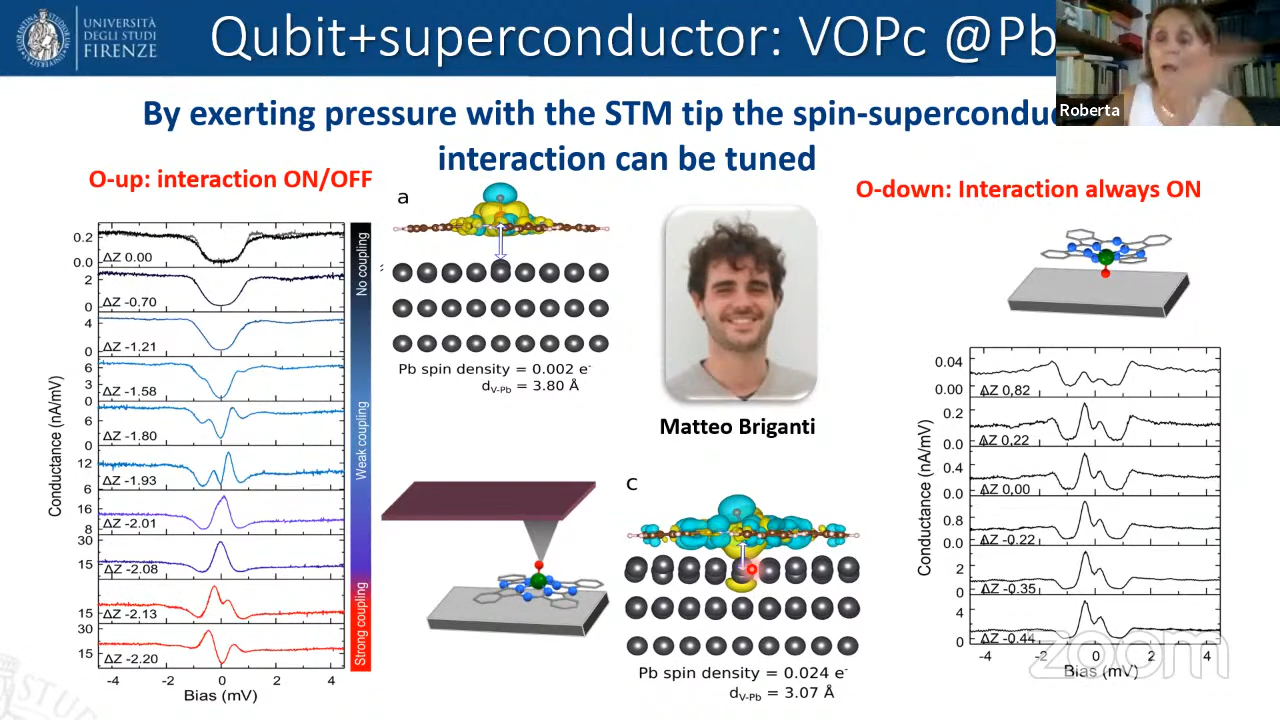 UNIVERSITÀ
DEGLI STUDI
FIRENZE
Qubit+superconductor: VOPc @Pb
Roberta
By exerting pressure with the STM tip the
interaction can be tuned
O-up: interaction ON/OFF
O-down: Interaction always ON
Conductance (nA/mV)
0.2
0.0
ΔZ 0.00
2
0
ΔZ -0.70
4
0
ΔZ -1.21
6
3
0
ΔZ -1.58
6
0
ΔZ -1.80
12
6
ΔZ -1.93
16
8
ΔZ -2.01
30
15
ΔZ -2.08
15
ΔZ -2.13
30
15
ΔZ -2.20
-4 -2 0 2 4
Bias (mV)
No coupling
Weak coupling
Strong coupling
a
Pb spin density = 0.002 e-
dV-Pb = 3.80 Å
Matteo Briganti
c
Pb spin density = 0.024 e-
dV-Pb = 3.07 Å
Conductance (nA/mV)
0.04
0.00
ΔZ 0,82
0.2
0.0
ΔZ 0,22
0.4
0.0
ΔZ 0,00
0.8
0.0
ΔZ -0.22
2
0
ΔZ -0.35
4
0
ΔZ -0.44
-4 -2 0 2 4
Bias (mV)
zoom